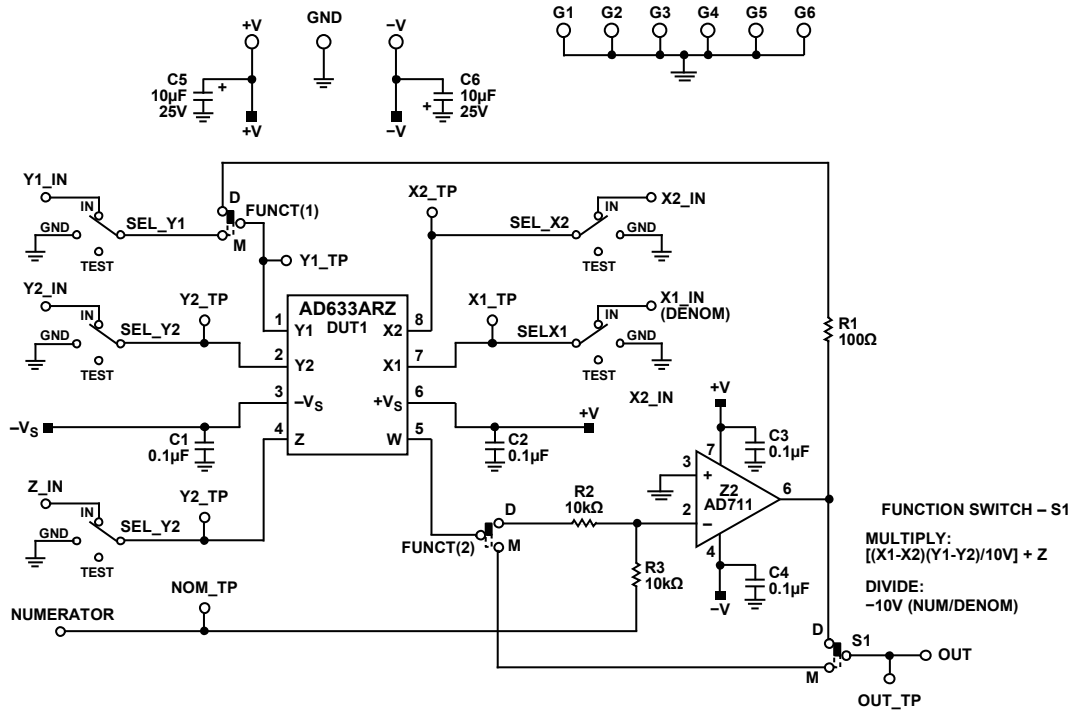 +V
GND
−V
G1 G2 G3 G4 G5 G6
C5
10µF
25V
+
+V
C6
10µF
25V
+
−V
Y1_IN
IN
GND
TEST
SEL_Y1
D
FUNCT(1)
M
Y1_TP
X2_TP
SEL_X2
IN
X2_IN
GND
TEST
Y2_IN
IN
GND
TEST
SEL_Y2
Y2_TP
AD633ARZ
DUT1
1 Y1
2 Y2
3 −VS
4 Z
X2 8
X1 7
+VS 6
W 5
X1_TP
SELX1
IN
X1_IN
(DENOM)
GND
TEST
R1
100Ω
X2_IN
−VS
C1
0.1µF
C2
0.1µF
+V
+V
C3
0.1µF
7
3
+
Z2
AD711
6
2
−
4
C4
0.1µF
−V
Z_IN
IN
GND
TEST
SEL_Y2
Y2_TP
D
FUNCT(2)
M
R2
10kΩ
R3
10kΩ
NOM_TP
NUMERATOR
FUNCTION SWITCH – S1
MULTIPLY:
[(X1-X2)(Y1-Y2)/10V] + Z
DIVIDE:
−10V (NUM/DENOM)
D
S1
M
OUT
OUT_TP